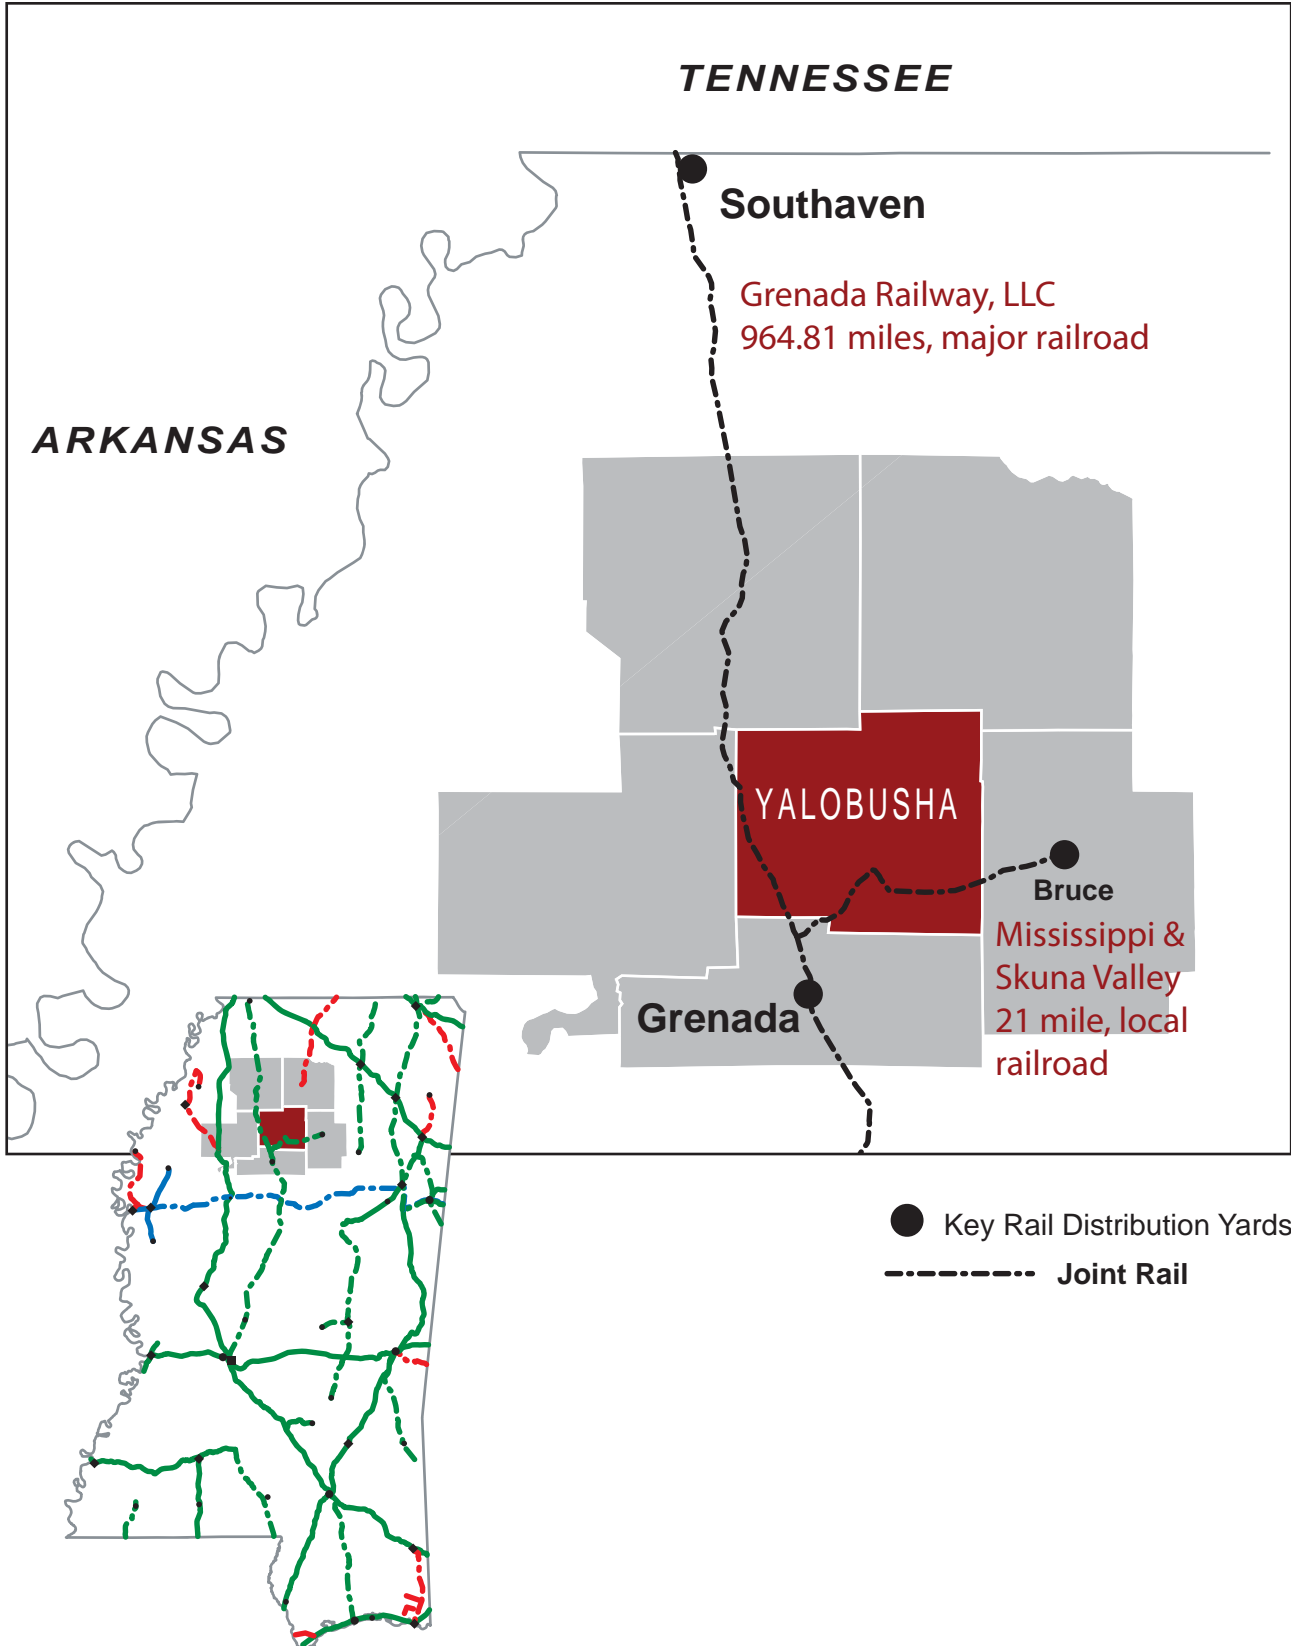 TENNESSEE
Southaven
Grenada Railway, LLC
964.81 miles, major railroad
ARKANSAS
YALOBUSHA
Bruce
Mississippi &
Skuna Valley
21 mile, local
railroad
Grenada
Key Rail Distribution Yards
Joint Rail